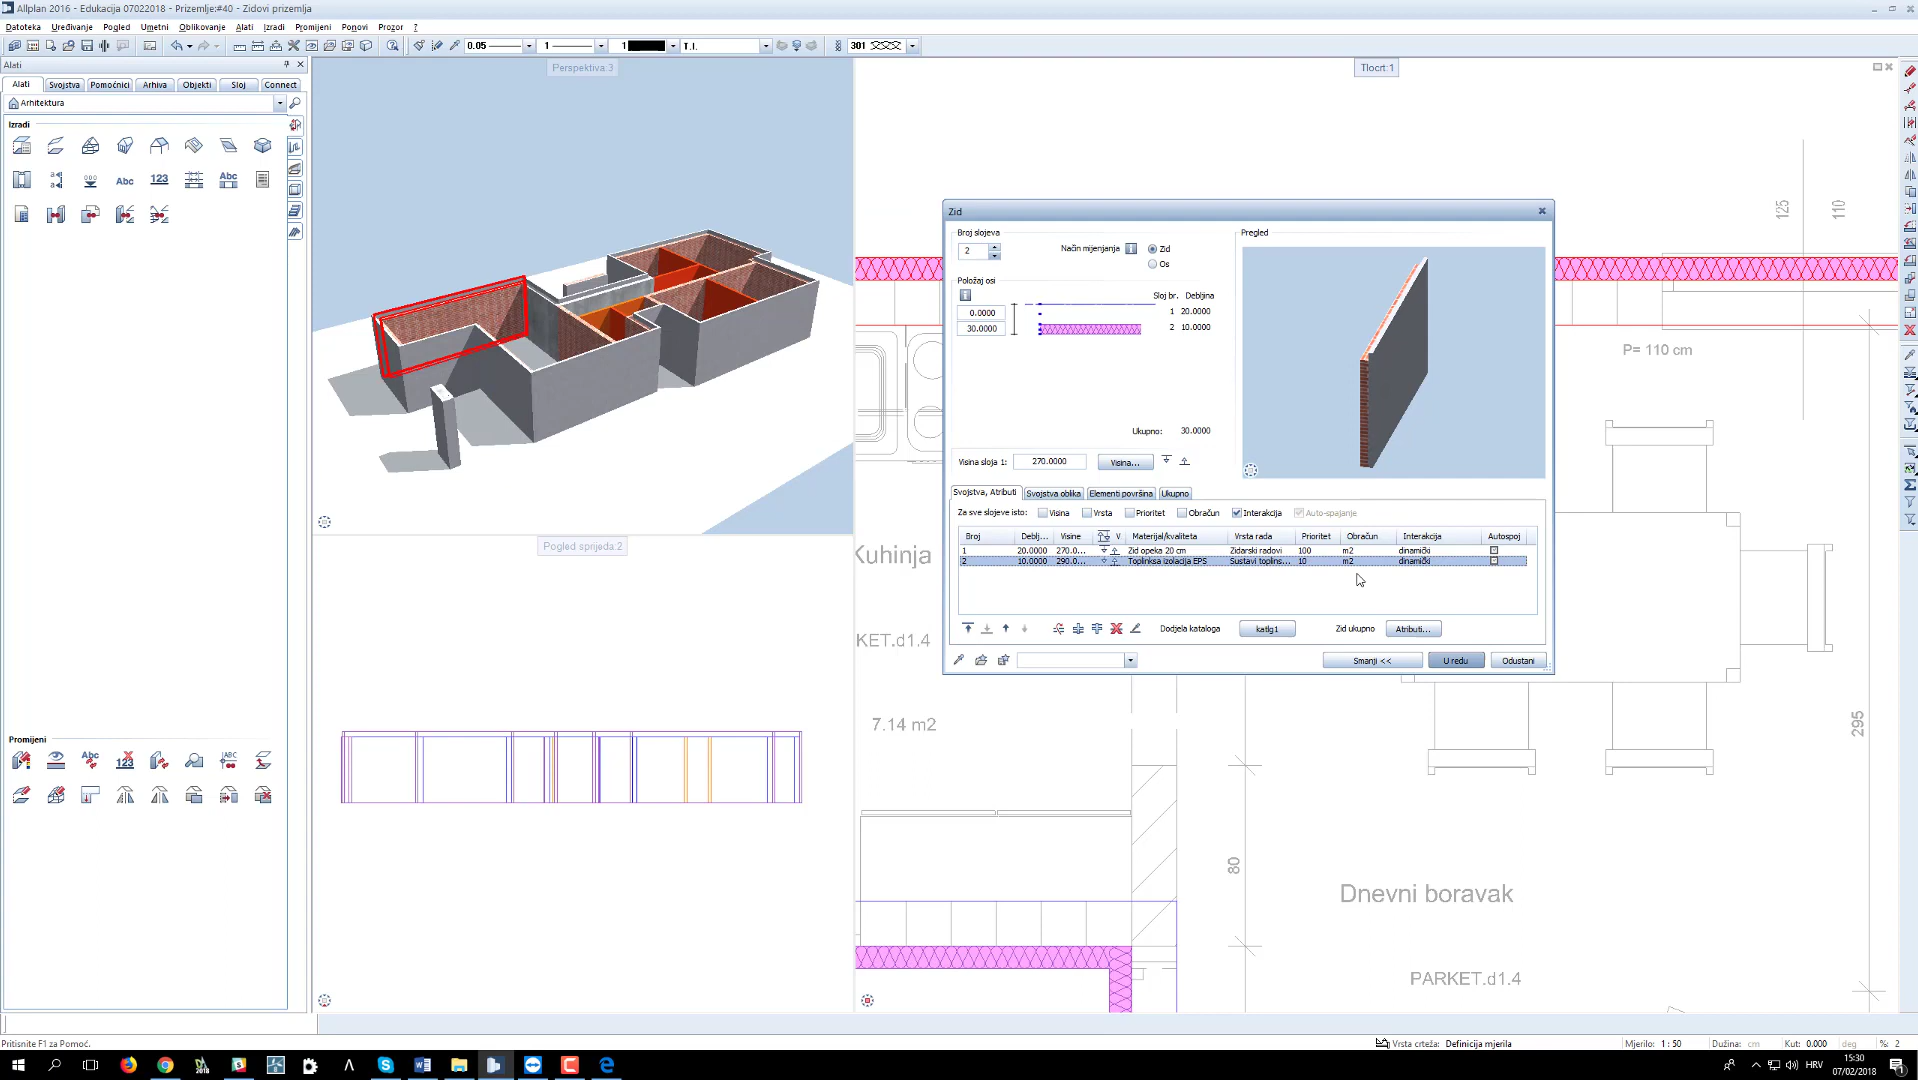 Allplan 2016 - Edukacija 07022018 - Prizemlje:#40 - Zidovi prizemlja
Datoteka Uređivanje Pogled Umetni Oblikovanje Alati Izradi Promijeni Ponovi Prozor ?
0.05 1 1 T.l. 301
Alati
Alati Svojstva Pomoćnici Arhiva Objekti Sloj Connect
Arhitektura
Izradi
Abc 123 Abc
Promijeni
Abc 123 ABC
Perspektiva:3
Pogled sprijeda:2
Tlocrt:1
125
110
P= 110 cm
Kuhinja
KET.d1.4
7.14 m2
80
295
Dnevni boravak
PARKET.d1.4
Zid
Broj slojeva
2
Način mijenjanja Zid
Os
Pregled
Položaj osi
Sloj br. Debljina
0.0000
1 20.0000
30.0000
2 10.0000
Ukupno: 30.0000
Visina sloja 1: 270.0000 Visina...
Svojstva, Atributi Svojstva oblika Elementi površina Ukupno
Za sve slojeve isto: Visina Vrsta Prioritet Obračun Interakcija Auto-spajanje
Broj Deblj... Visine V Materijal/kvaliteta Vrsta rada Prioritet Obračun Interakcija Autospoj
1 20.0000 270.0... Zid opeka 20 cm Zidarski radovi 100 m2 dinamički
2 10.0000 290.0... Toplinksa izolacija EPS Sustavi toplins... 10 m2 dinamički
Dodjela kataloga katlg1 Zid ukupno Atributi...
Smanji << U redu Odustani
Pritisnite F1 za Pomoć.
Vrsta crteža: Definicija mjerila Mjerilo: 1 : 50 Dužina: cm Kut: 0.000 deg %: 2
2018
HRV
15:30
07/02/2018